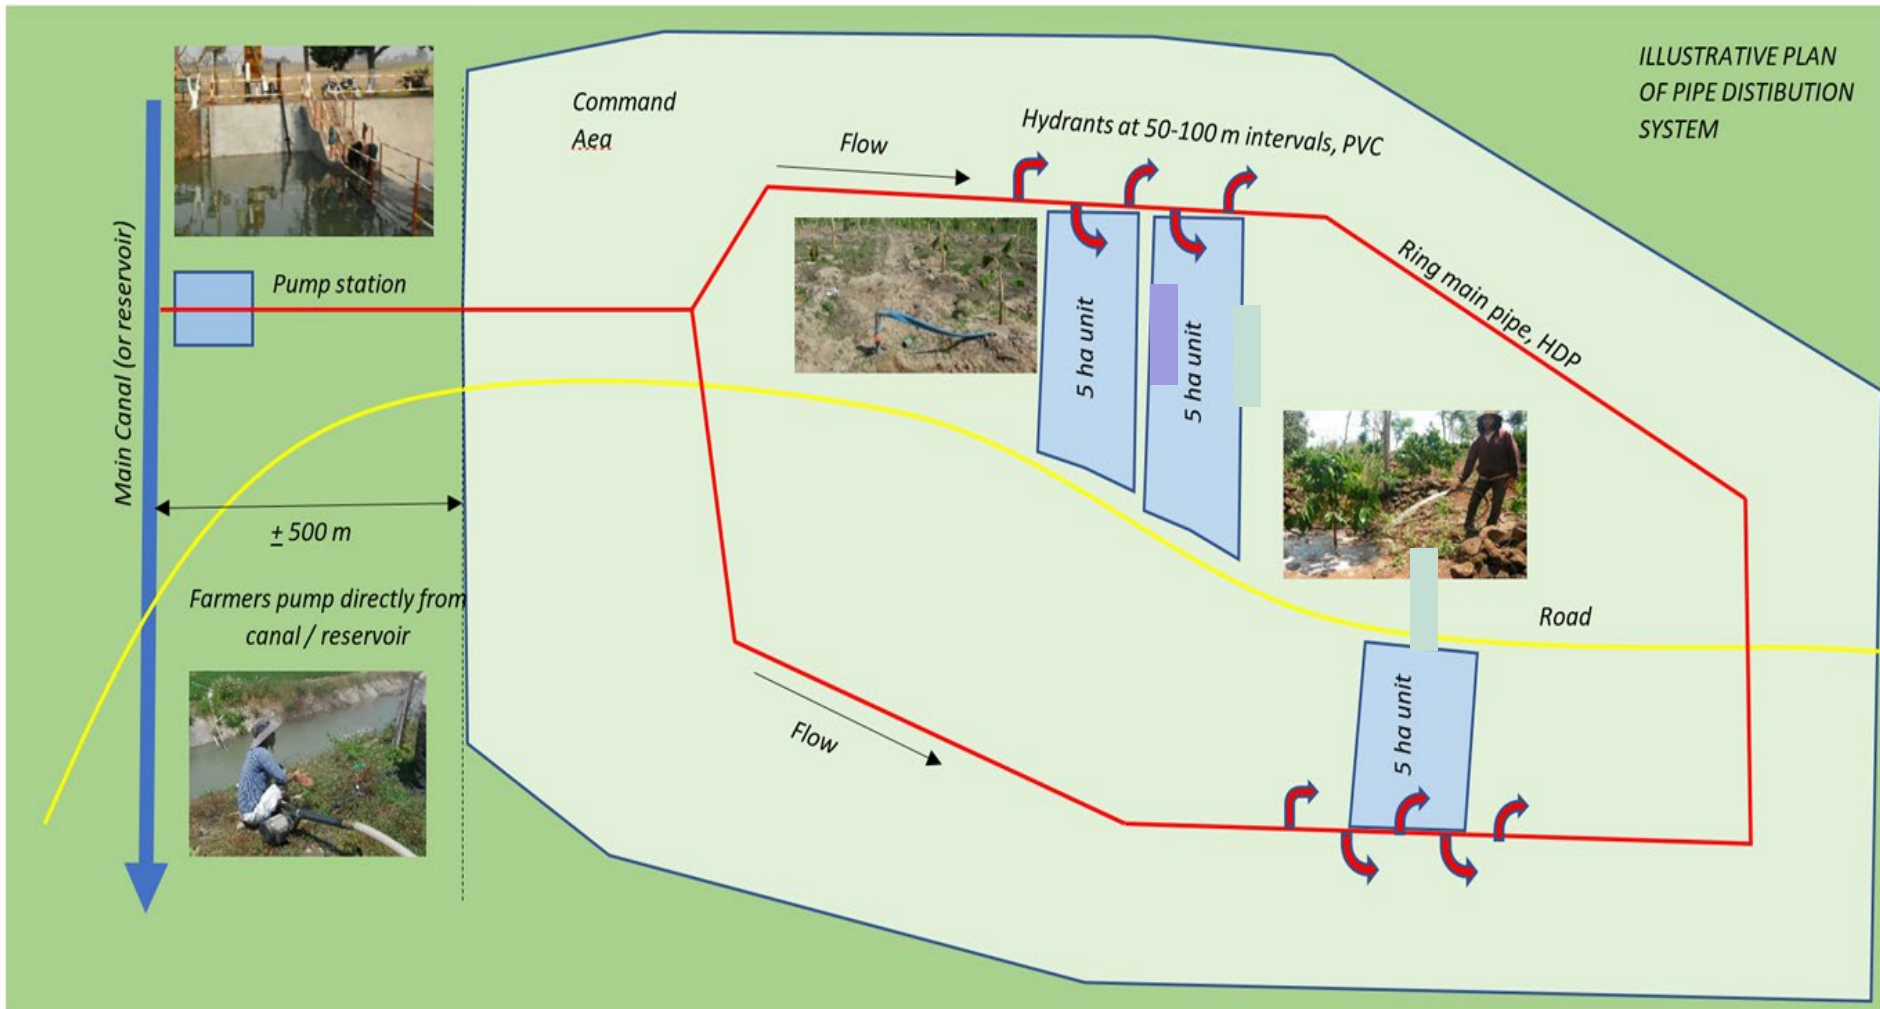 ILLUSTRATIVE PLAN
OF PIPE DISTIBUTION
SYSTEM
Command
Aea
Hydrants at 50-100 m intervals, PVC
Flow
Main Canal (or reservoir)
Pump station
Ring main pipe, HDP
5 ha unit
5 ha unit
± 500 m
Farmers pump directly from
canal / reservoir
Road
5 ha unit
Flow